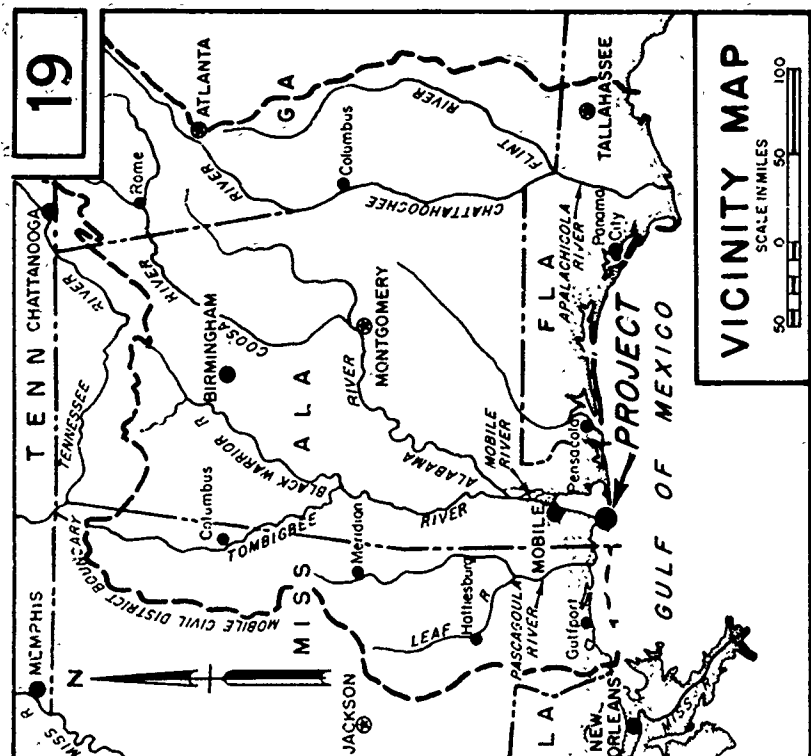 19
TENN
CHATTANOOGA
MEMPHIS
MISS R
TENNESSEE
RIVER
Rome
ATLANTA
GA
RIVER
COOSA
RIVER
BIRMINGHAM
ALA
BLACK WARRIOR R
Columbus
TOMBIGBEE
RIVER
MOBILE CIVIL DISTRICT BOUNDARY
MISS
N
JACKSON
Meridian
MONTGOMERY
RIVER
ALABAMA
Columbus
CHATTAHOOCHEE
FLINT
RIVER
LEAF
R
Hattiesburg
PASCAGOULA
RIVER
MOBILE
MOBILE
RIVER
FLA
APALACHICOLA
RIVER
TALLAHASSEE
Panama
City
Pensacola
Gulfport
LA
NEW
ORLEANS
MISS.
PROJECT
GULF OF MEXICO
VICINITY MAP
SCALE IN MILES
50 0 50 100